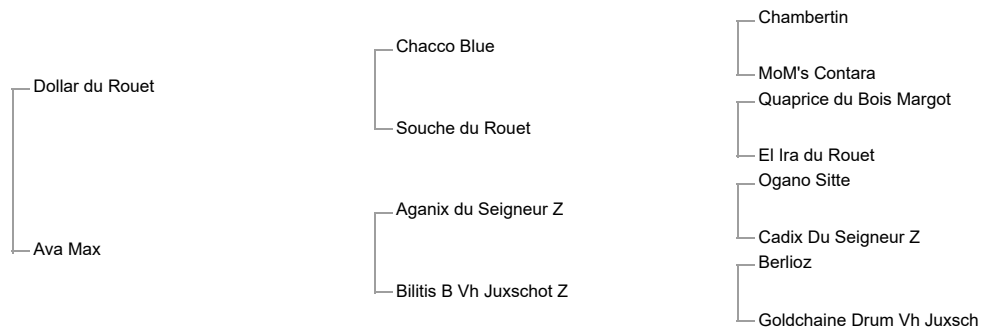 Chambertin
Chacco Blue
MoM's Contara
Dollar du Rouet
Quaprice du Bois Margot
Souche du Rouet
El Ira du Rouet
Ogano Sitte
Aganix du Seigneur Z
Cadix Du Seigneur Z
Ava Max
Berlioz
Bilitis B Vh Juxschot Z
Goldchaine Drum Vh Juxsch